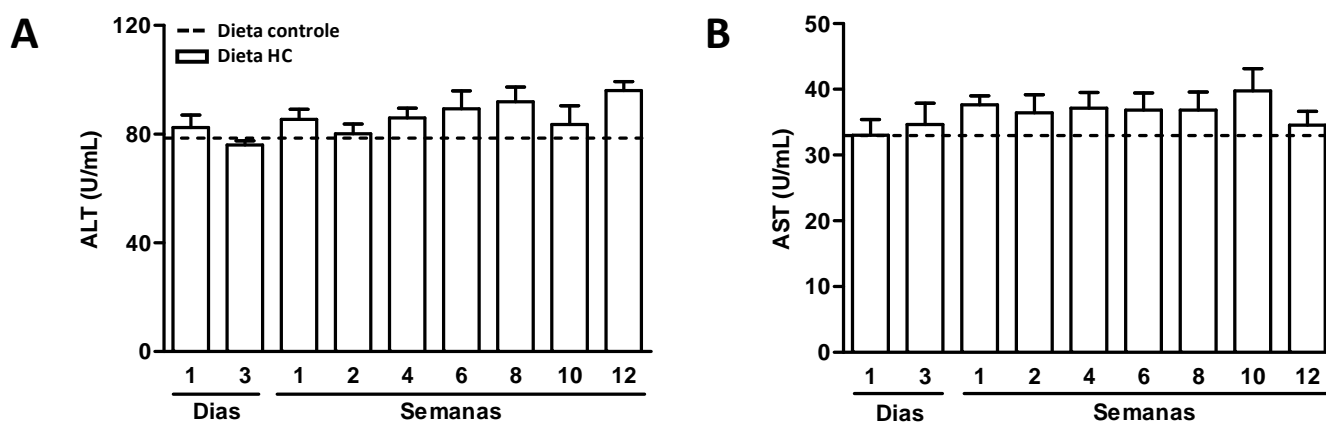 A
Dieta controle
Dieta HC
ALT (U/mL)
120
80
40
0
1 3 1 2 4 6 8 10 12
Dias Semanas
B
AST (U/mL)
50
40
30
20
10
0
1 3 1 2 4 6 8 10 12
Dias Semanas